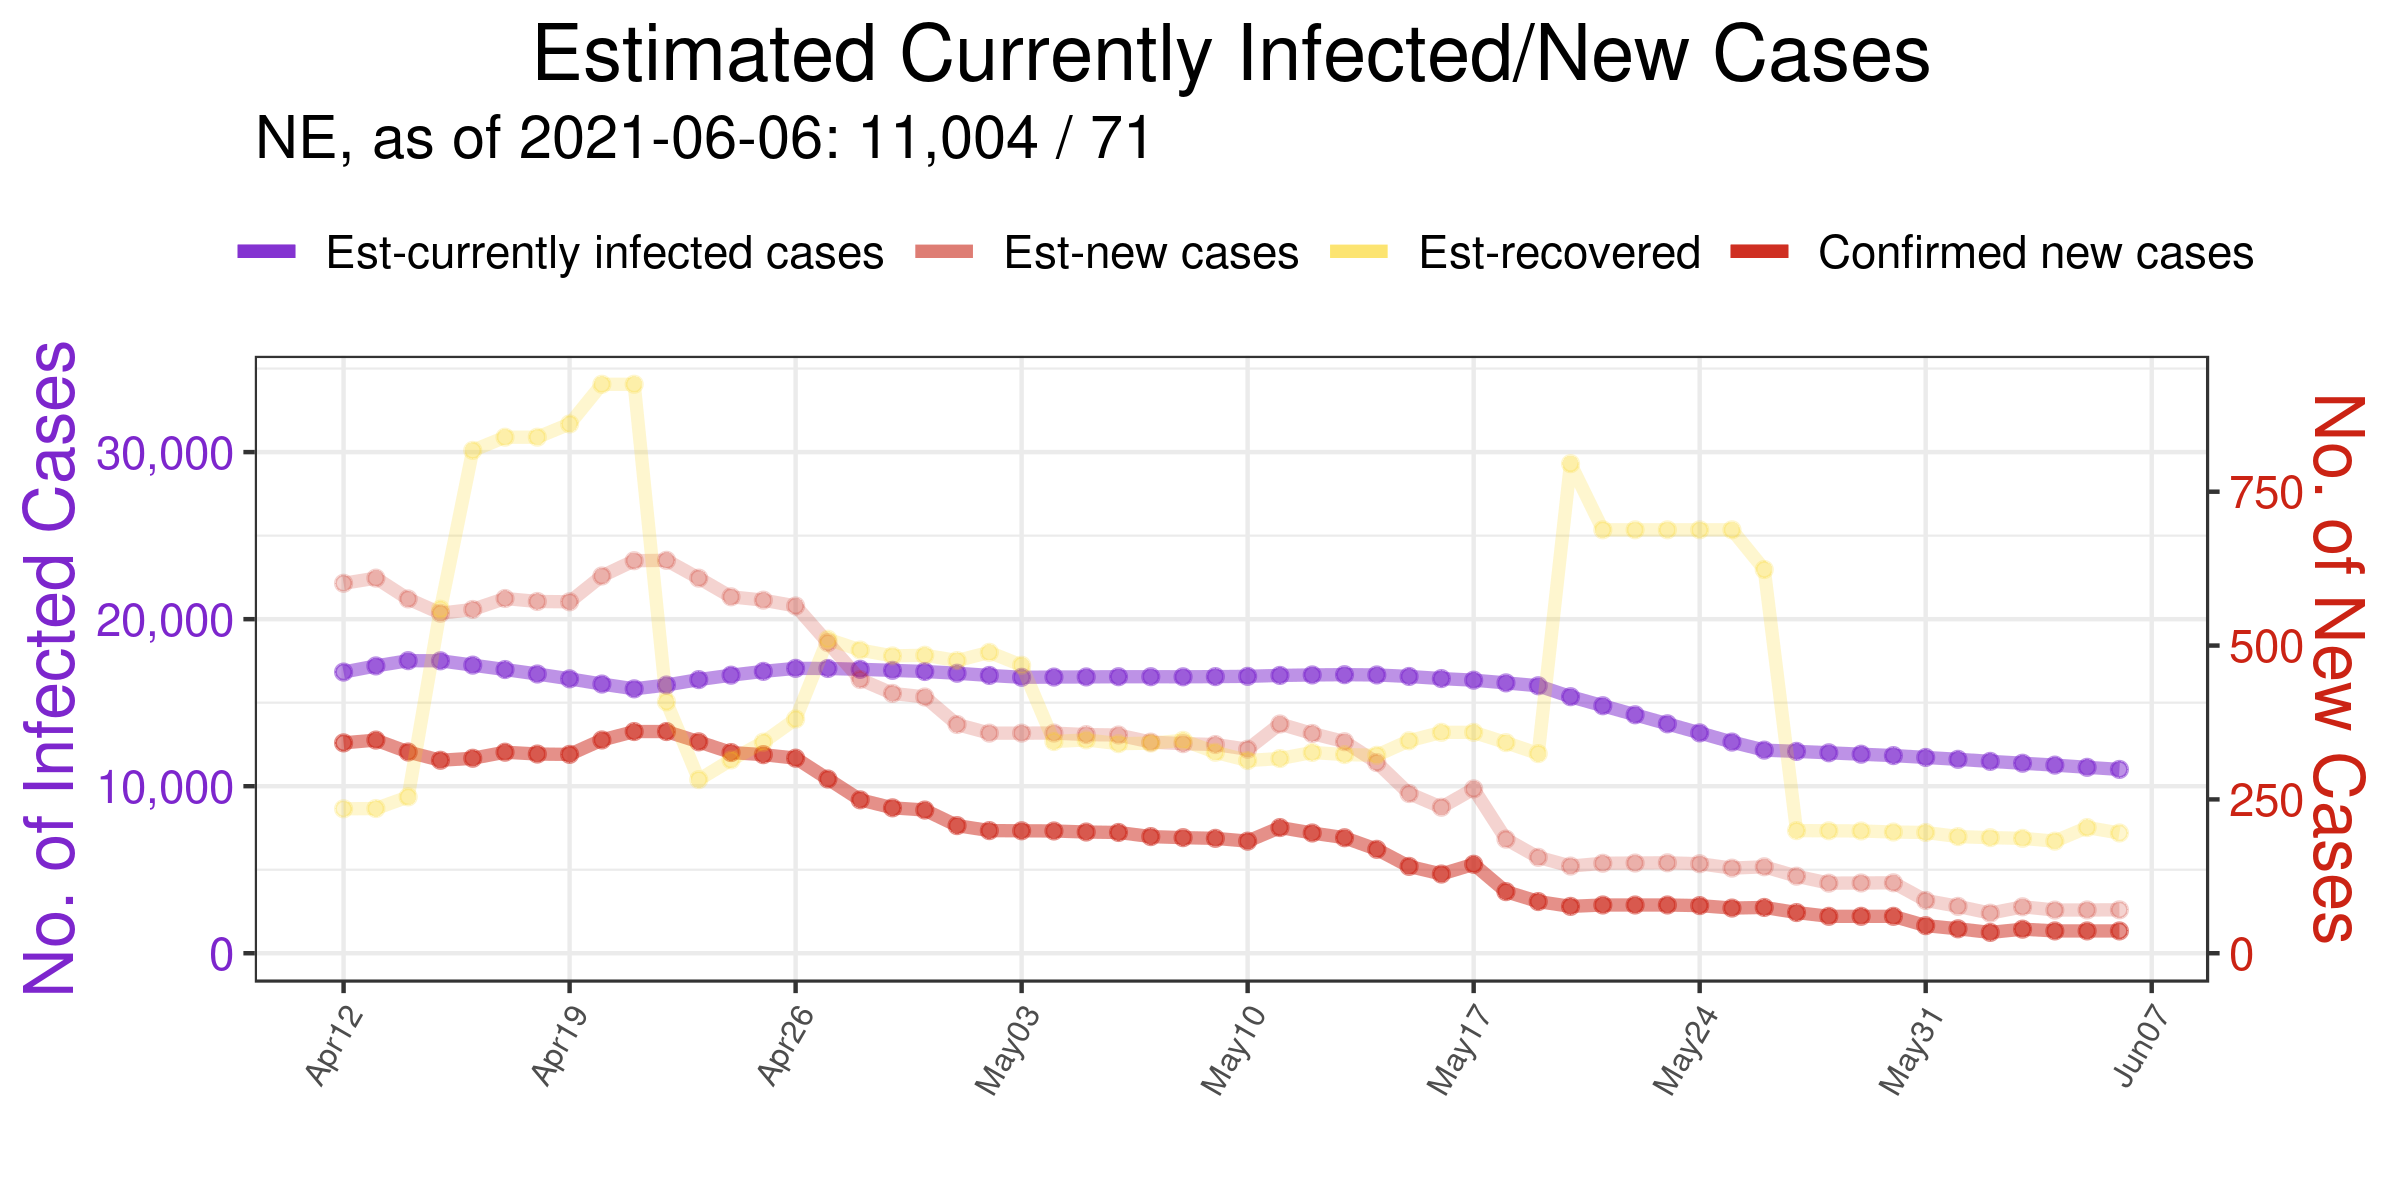 Estimated Currently Infected/New Cases
NE, as of 2021-06-06: 11,004 / 71
Est-currently infected cases Est-new cases Est-recovered Confirmed new cases
No. of Infected Cases
30,000
20,000
10,000
0
750
500
250
0
No. of New Cases
Apr12 Apr19 Apr26 May03 May10 May17 May24 May31 Jun07